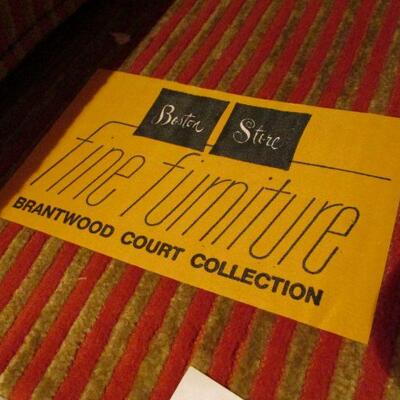 Boston Store
fine furniture
BRANTWOOD COURT COLLECTION